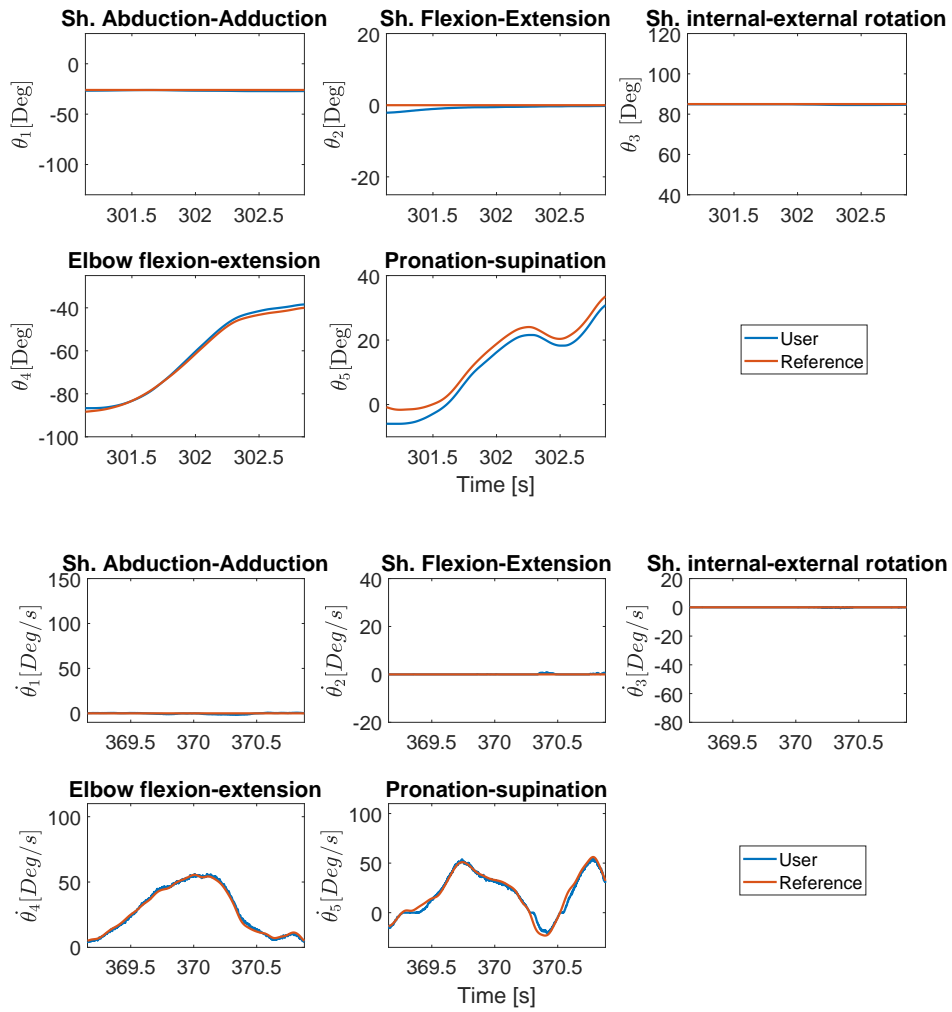 Sh. Abduction-Adduction
0
-50
-100
θ1[Deg]
301.5 302 302.5
Sh. Flexion-Extension
20
0
-20
θ2[Deg]
301.5 302 302.5
Sh. internal-external rotation
120
100
80
60
40
θ3 [Deg]
301.5 302 302.5
Elbow flexion-extension
-40
-60
-80
-100
θ4[Deg]
301.5 302 302.5
Pronation-supination
40
20
0
θ5[Deg]
301.5 302 302.5
Time [s]
User
Reference
Sh. Abduction-Adduction
150
100
50
0
θ̇1[Deg/s]
369.5 370 370.5
Sh. Flexion-Extension
40
20
0
-20
θ̇2[Deg/s]
369.5 370 370.5
Sh. internal-external rotation
20
0
-20
-40
-60
-80
θ̇3[Deg/s]
369.5 370 370.5
Elbow flexion-extension
100
50
0
θ̇4[Deg/s]
369.5 370 370.5
Pronation-supination
100
50
0
θ̇5[Deg/s]
369.5 370 370.5
Time [s]
User
Reference